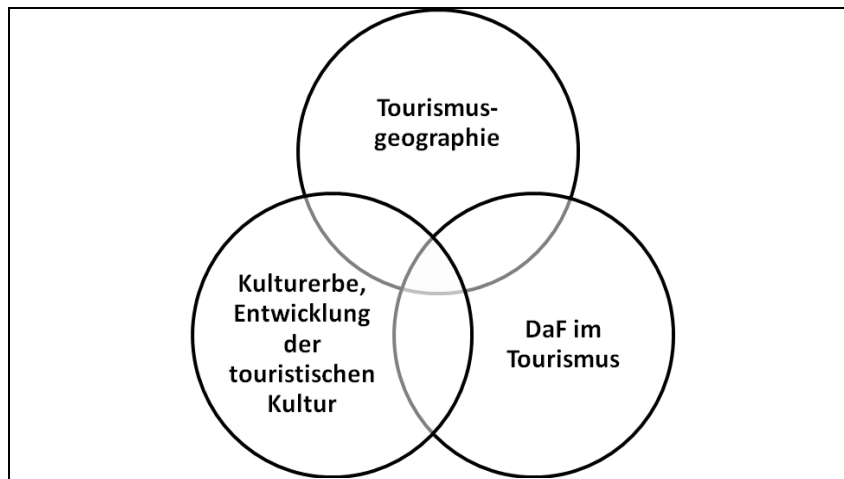 Tourismus-
geographie
Kulturerbe,
Entwicklung
der
touristischen
Kultur
DaF im
Tourismus